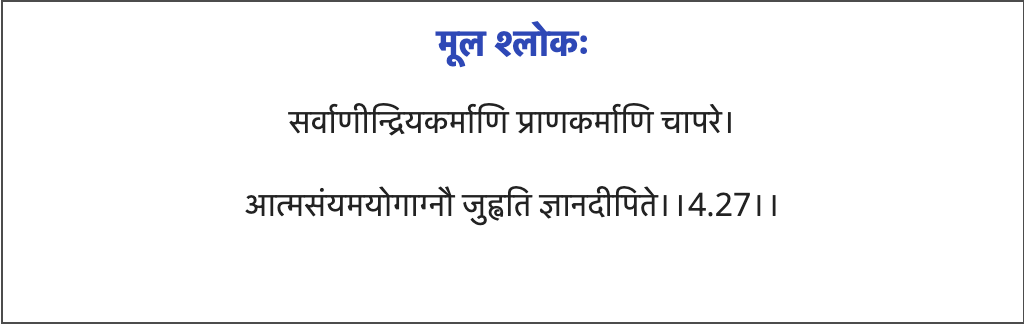 मूल श्लोकः
सर्वाणीन्द्रियकर्माणि प्राणकर्माणि चापरे।
आत्मसंयमयोगाग्नौ जुह्वति ज्ञानदीपिते।।4.27।।